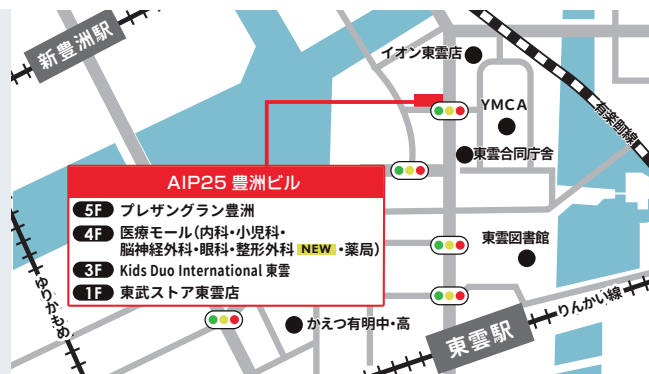 新豊洲駅
イオン東雲店
YMCA
有楽町線
東雲合同庁舎
AIP25 豊洲ビル
5F プレザングラン豊洲
4F 医療モール(内科・小児科・
脳神経外科・眼科・整形外科 NEW ・薬局)
3F Kids Duo International 東雲
1F 東武ストア東雲店
東雲図書館
ゆりかもめ
かえつ有明中・高
東雲駅
りんかい線